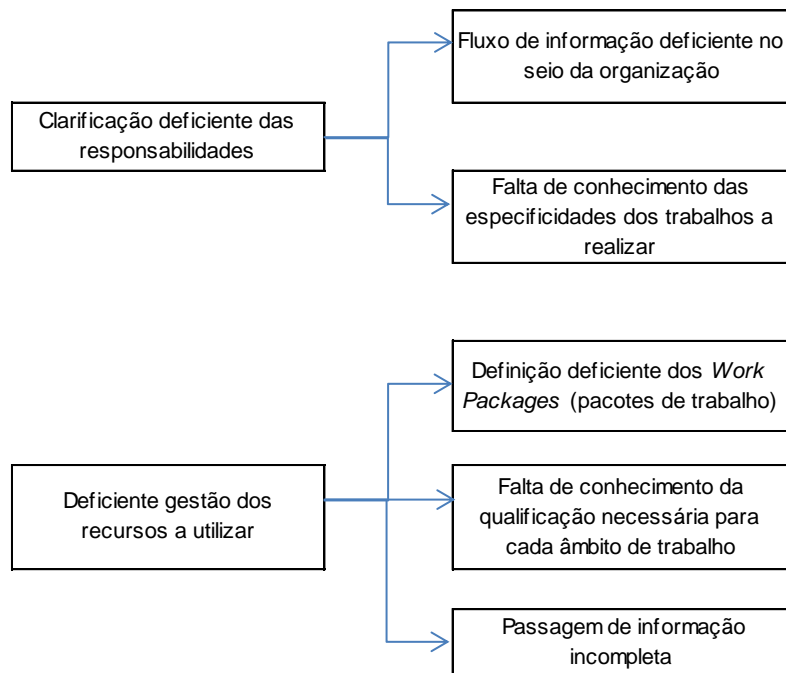 Fluxo de informação deficiente no
seio da organização
Clarificação deficiente das
responsabilidades
Falta de conhecimento das
especificidades dos trabalhos a
realizar
Definição deficiente dos Work
Packages (pacotes de trabalho)
Deficiente gestão dos
recursos a utilizar
Falta de conhecimento da
qualificação necessária para
cada âmbito de trabalho
Passagem de informação
incompleta